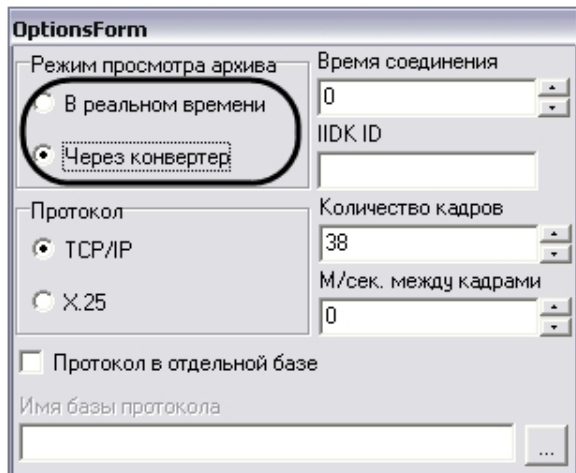 OptionsForm
Режим просмотра архива
В реальном времени
Через конвертер
Время соединения
0
IIDK ID
Протокол
TCP/IP
X.25
Количество кадров
38
М/сек. между кадрами
0
Протокол в отдельной базе
Имя базы протокола
...